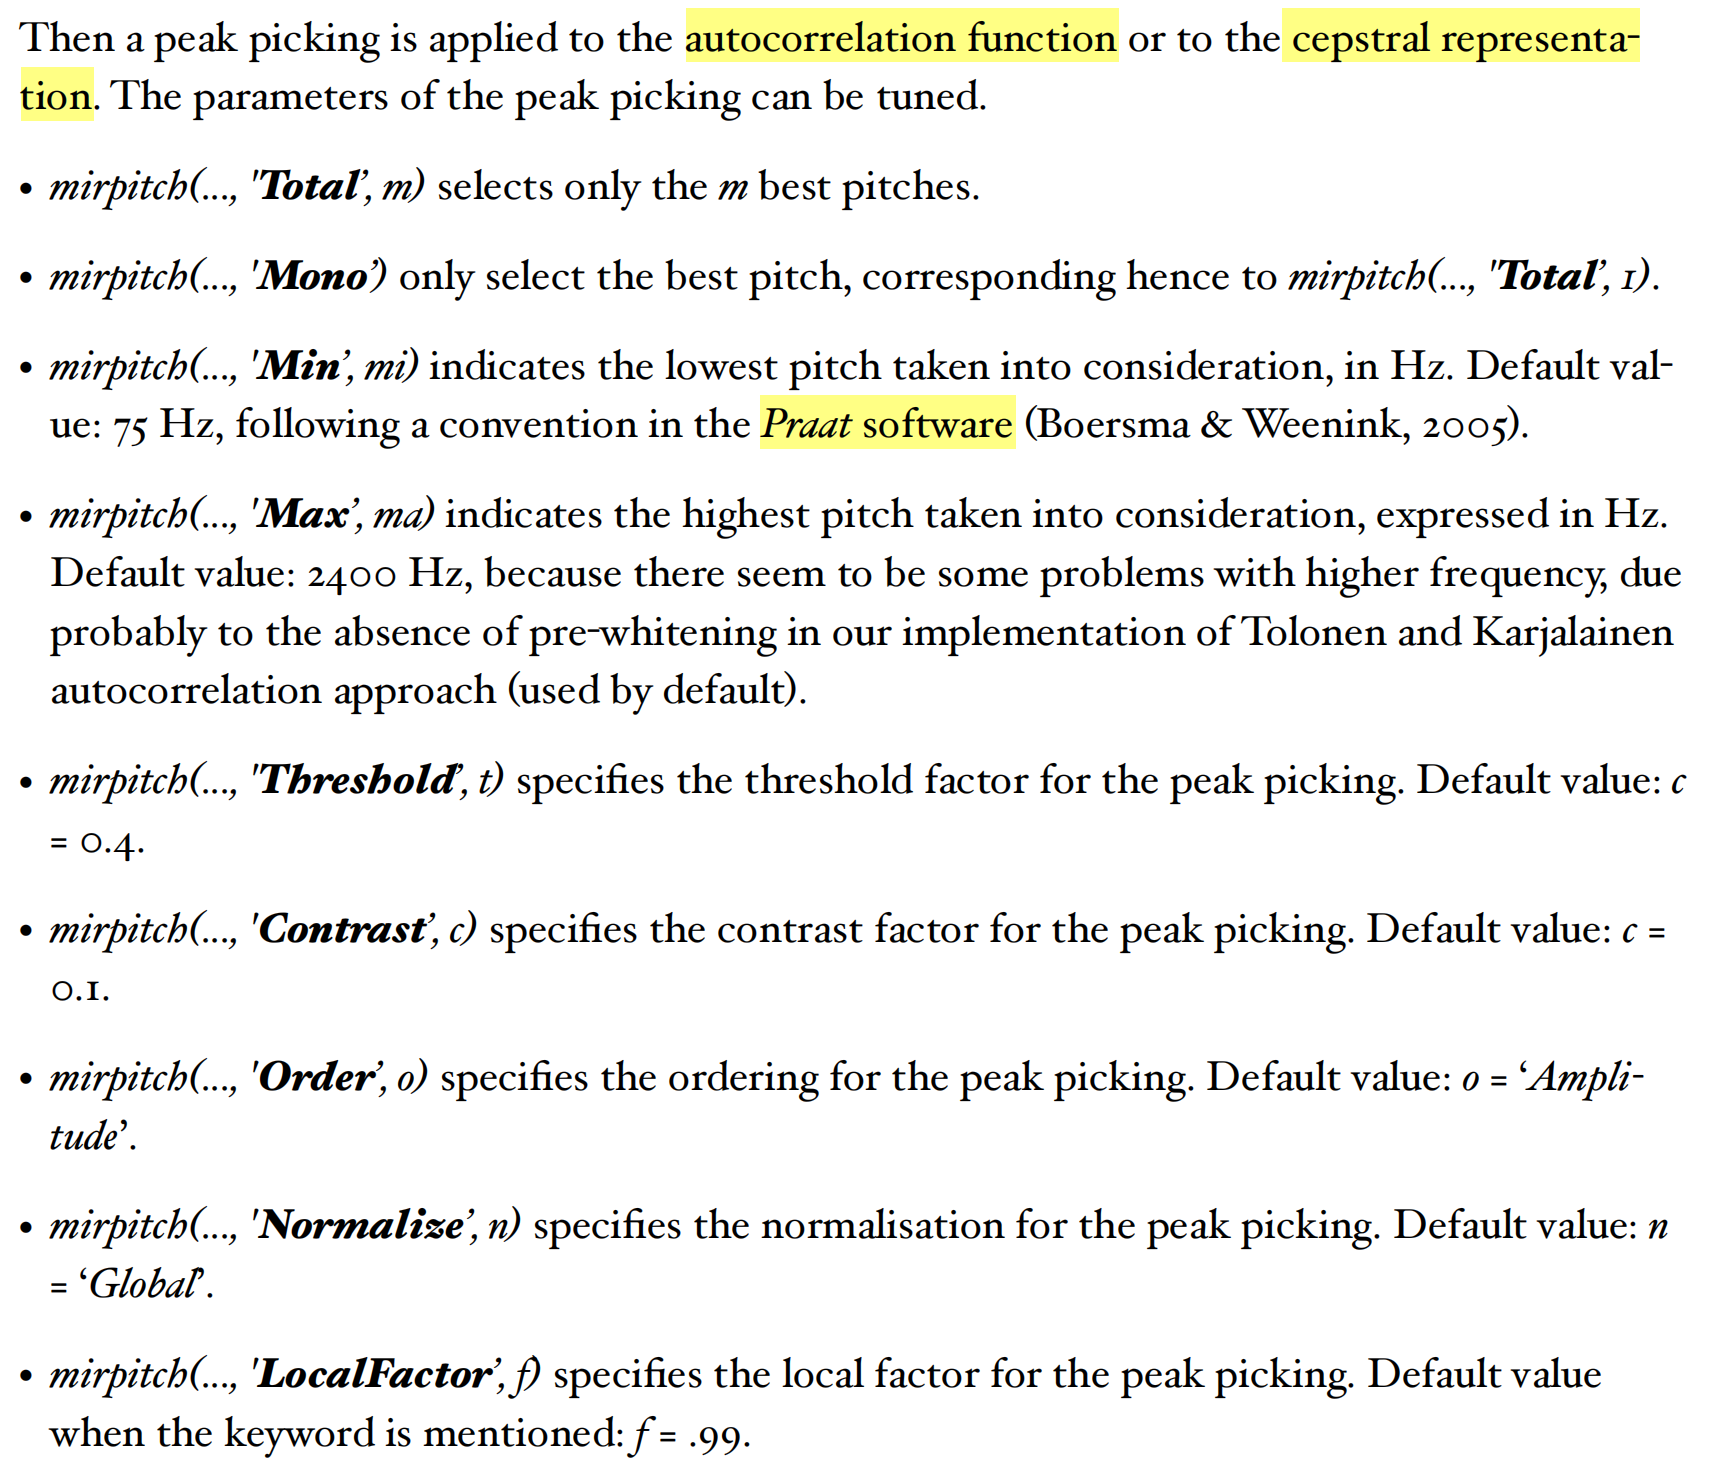 Then a peak picking is applied to the autocorrelation function or to the cepstral representa-
tion. The parameters of the peak picking can be tuned.
• mirpitch(..., 'Total’, m) selects only the m best pitches.
• mirpitch(..., 'Mono’) only select the best pitch, corresponding hence to mirpitch(..., 'Total’, 1).
• mirpitch(..., 'Min’, mi) indicates the lowest pitch taken into consideration, in Hz. Default val-
ue: 75 Hz, following a convention in the Praat software (Boersma & Weenink, 2005).
• mirpitch(..., 'Max’, ma) indicates the highest pitch taken into consideration, expressed in Hz.
Default value: 2400 Hz, because there seem to be some problems with higher frequency, due
probably to the absence of pre-whitening in our implementation of Tolonen and Karjalainen
autocorrelation approach (used by default).
• mirpitch(..., 'Threshold’, t) specifies the threshold factor for the peak picking. Default value: c
= 0.4.
• mirpitch(..., 'Contrast’, c) specifies the contrast factor for the peak picking. Default value: c =
0.1.
• mirpitch(..., 'Order’, o) specifies the ordering for the peak picking. Default value: o = ‘Ampli-
tude’.
• mirpitch(..., 'Normalize’, n) specifies the normalisation for the peak picking. Default value: n
= ‘Global’.
• mirpitch(..., 'LocalFactor’, f) specifies the local factor for the peak picking. Default value
when the keyword is mentioned: f = .99.